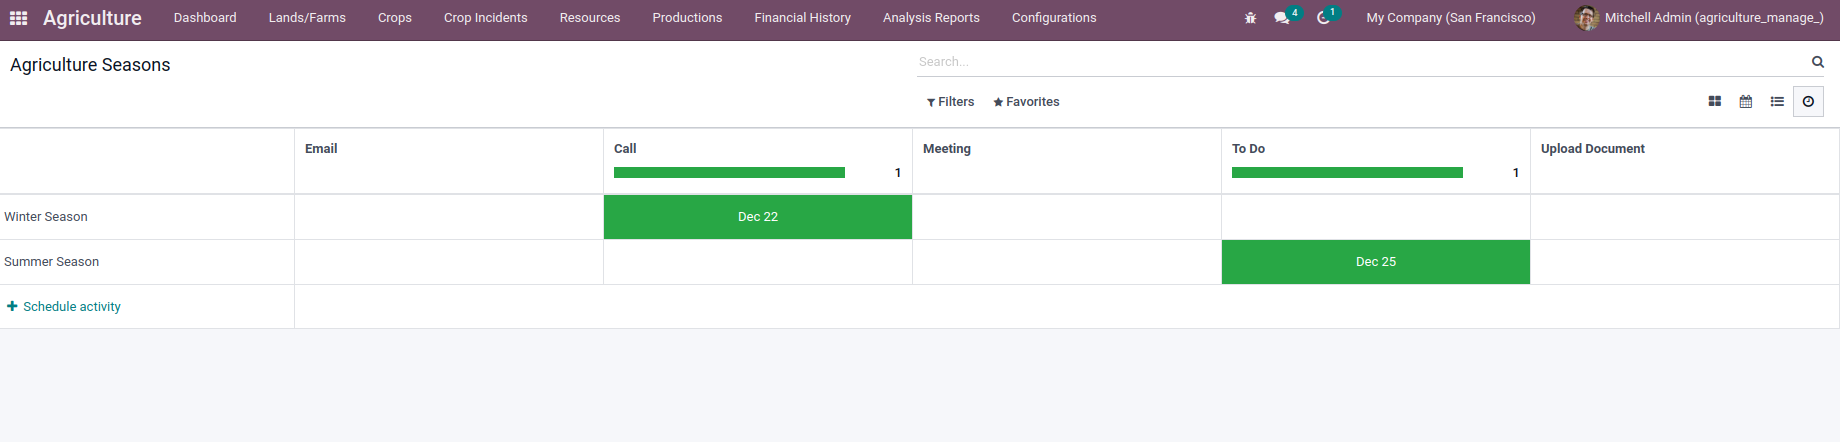 Agriculture Dashboard Lands/Farms Crops Crop Incidents Resources Productions Financial History Analysis Reports Configurations 4 1 My Company (San Francisco) Mitchell Admin (agriculture_manage_)
Agriculture Seasons Search...
Filters Favorites
Email Call Meeting To Do Upload Document
1 1
Winter Season Dec 22
Summer Season Dec 25
Schedule activity